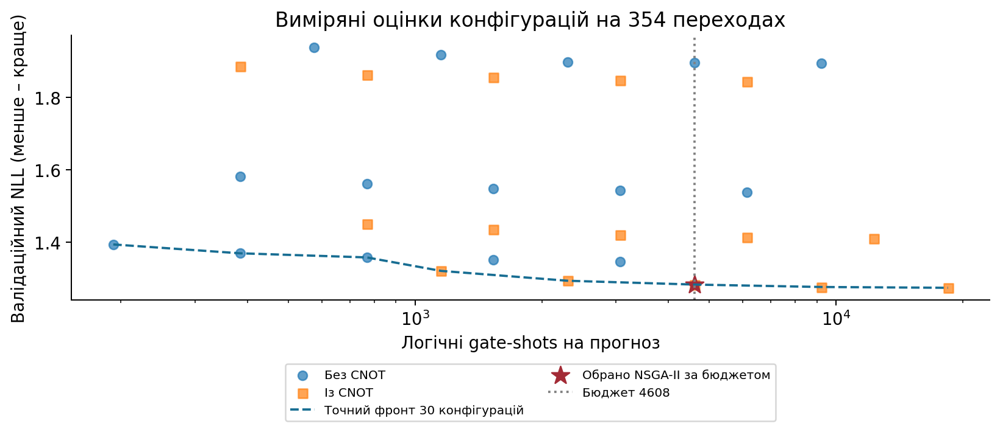 Виміряні оцінки конфігурацій на 354 переходах
Валідаційний NLL (менше – краще)
1.8
1.6
1.4
10³
10⁴
Логічні gate-shots на прогноз
Без CNOT
Із CNOT
Точний фронт 30 конфігурацій
Обрано NSGA-II за бюджетом
Бюджет 4608